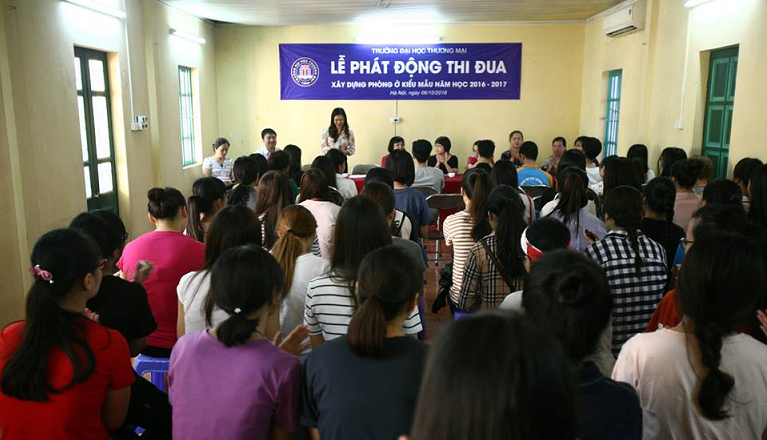 TRƯỜNG ĐẠI HỌC THƯƠNG MẠI
LỄ PHÁT ĐỘNG THI ĐUA
XÂY DỰNG PHÒNG Ở KIỂU MẪU NĂM HỌC 2016 - 2017
Hà Nội, ngày 09/10/2016